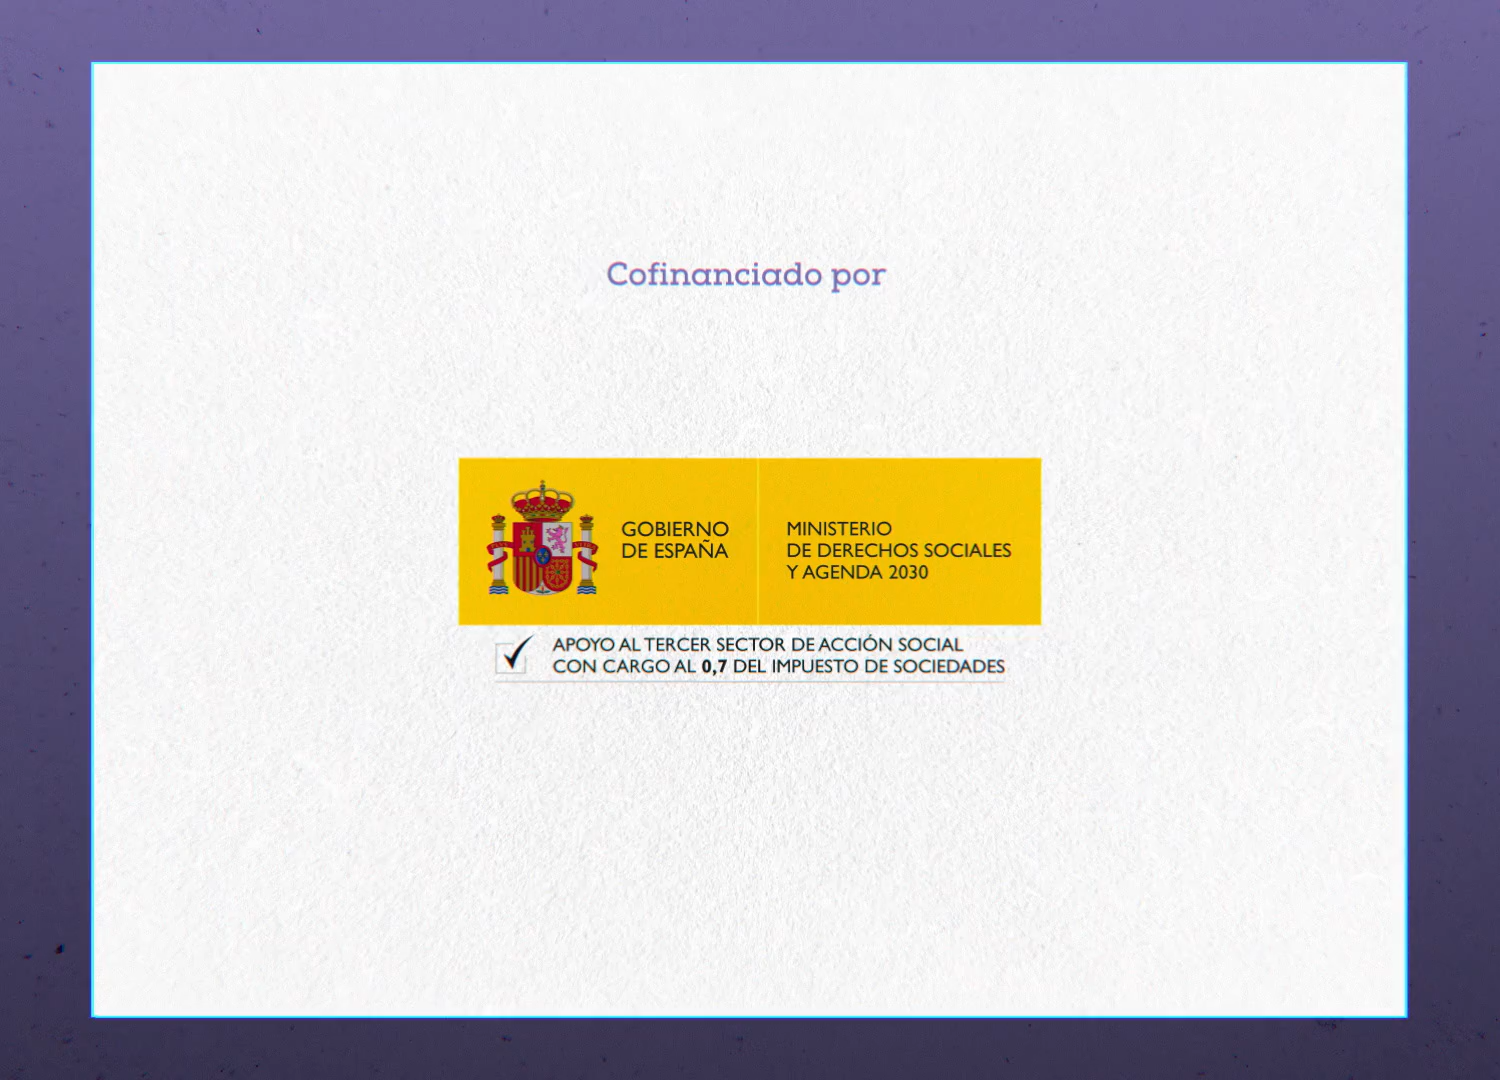 Cofinanciado por
GOBIERNO
DE ESPAÑA
MINISTERIO
DE DERECHOS SOCIALES
Y AGENDA 2030
APOYO AL TERCER SECTOR DE ACCIÓN SOCIAL
CON CARGO AL 0,7 DEL IMPUESTO DE SOCIEDADES